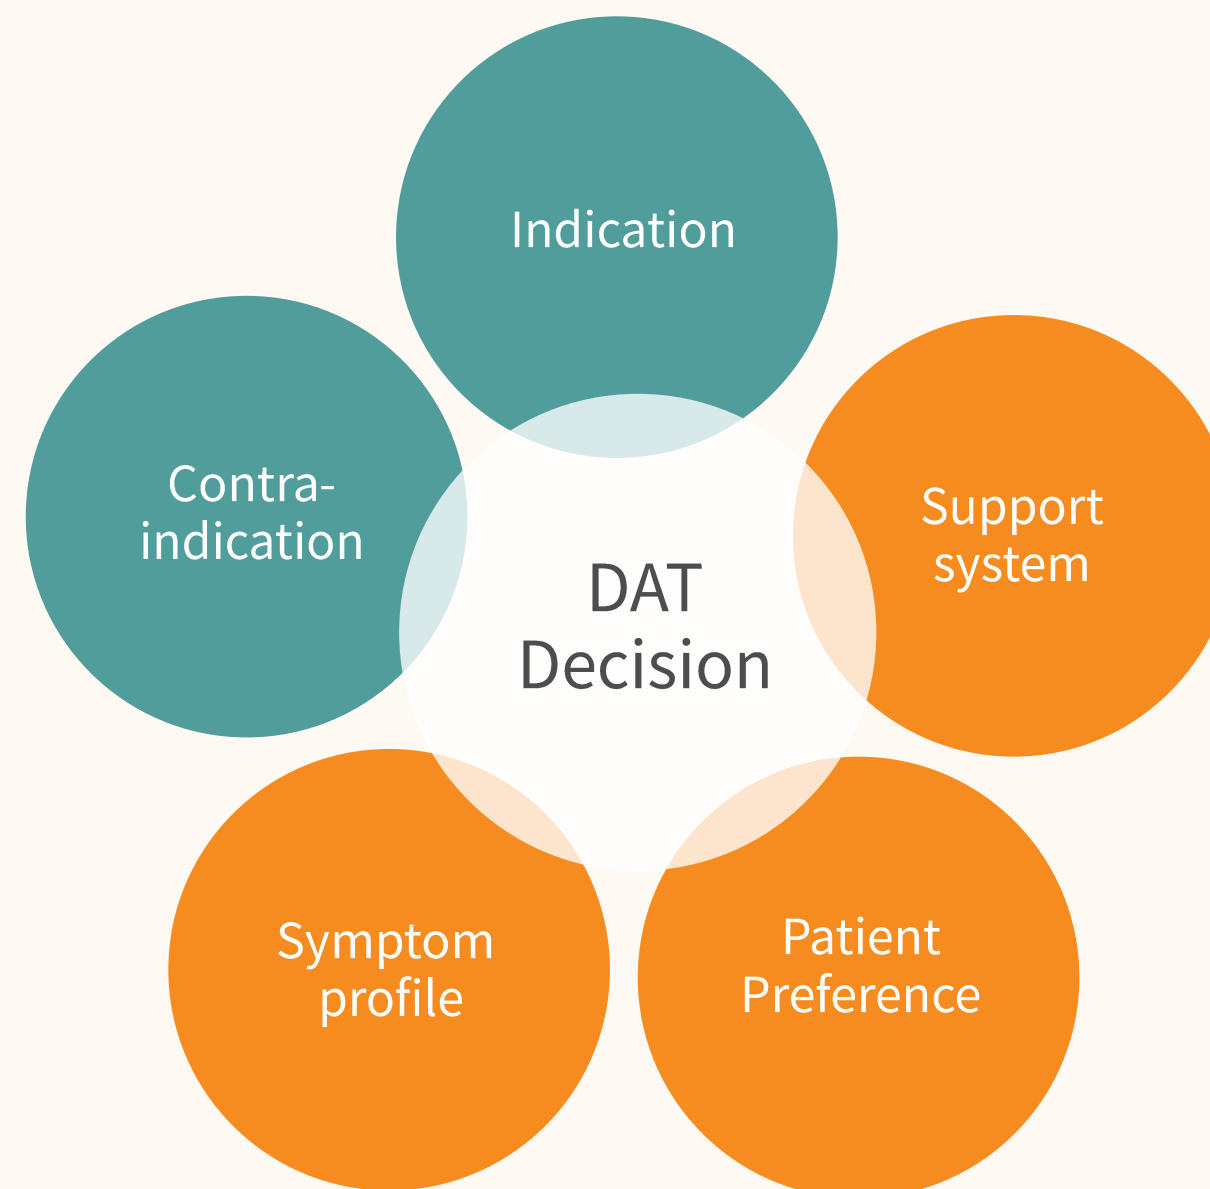 Indication
Contra-
indication
Support
system
DAT
Decision
Symptom
profile
Patient
Preference